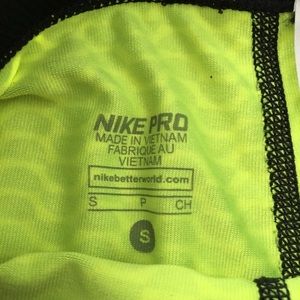 NIKE PRO
MADE IN VIETNAM
FABRIQUE AU
VIETNAM
nikebetterworld.com
S P CH
S